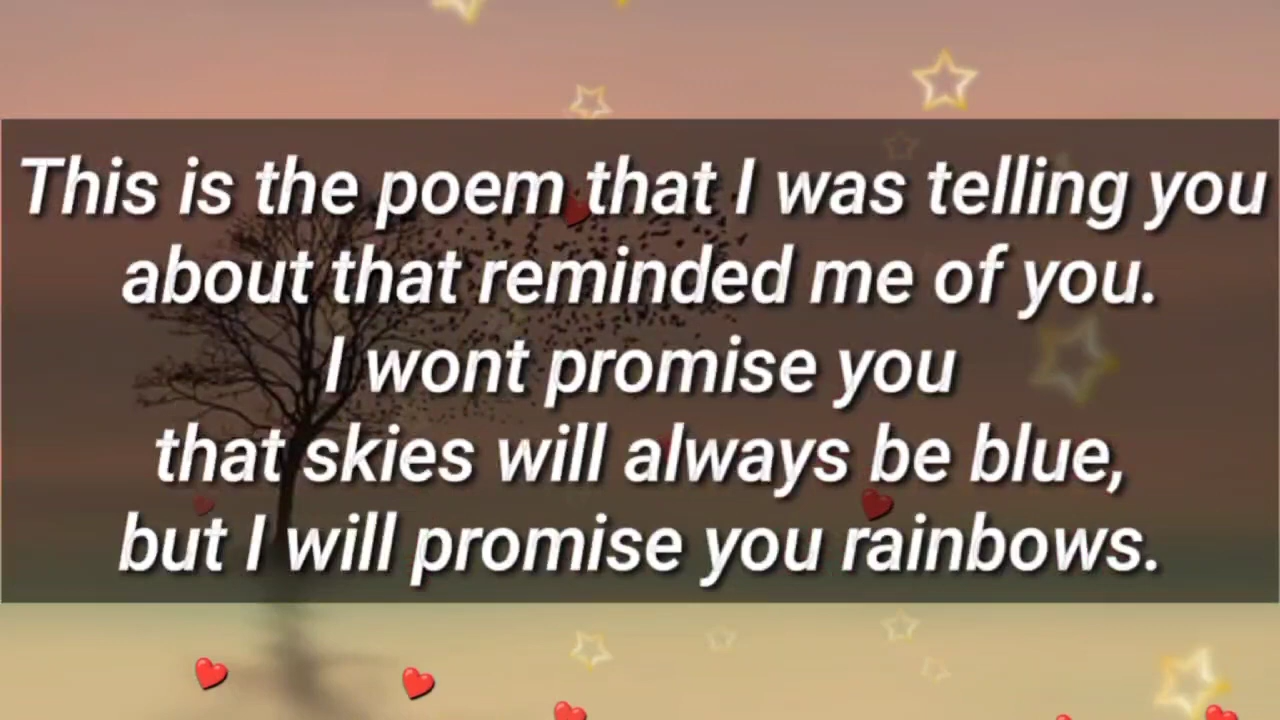 This is the poem that I was telling you
about that reminded me of you.
I wont promise you
that skies will always be blue,
but I will promise you rainbows.